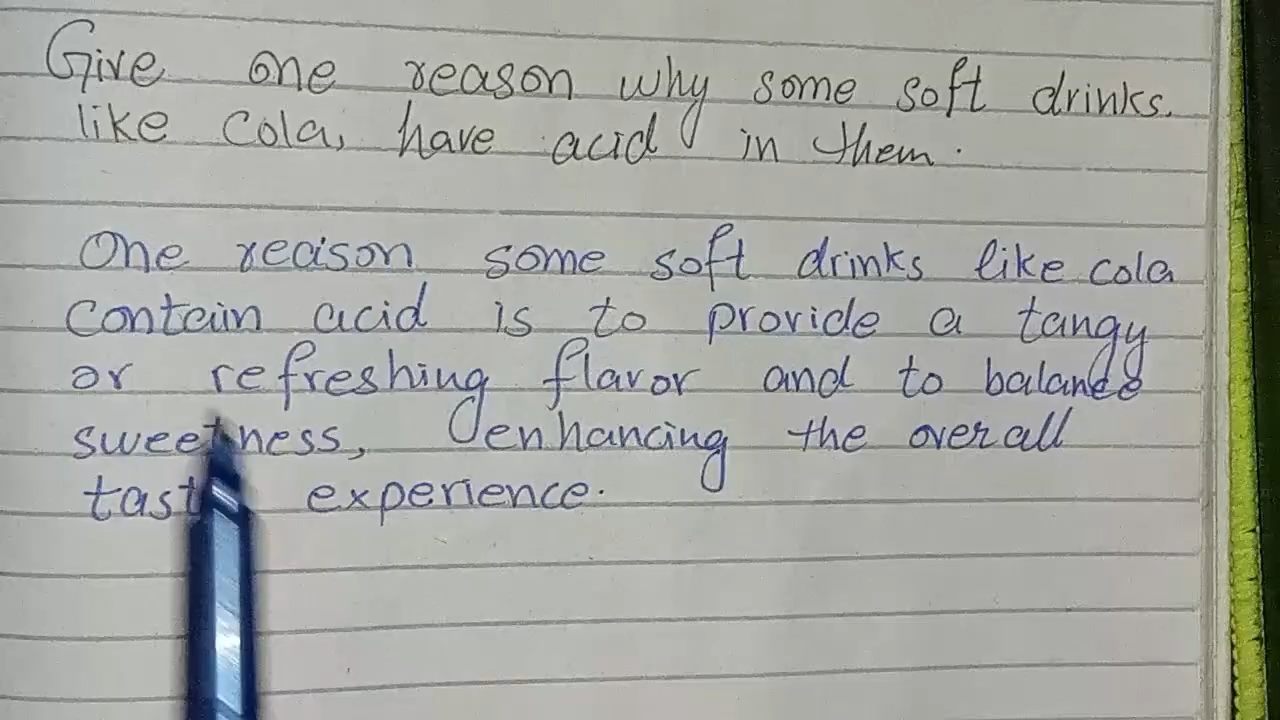 Give one reason why some soft drinks.
like cola, have acid in them.
One reason some soft drinks like cola
contain acid is to provide a tangy
or refreshing flavor and to balance
sweetness, enhancing the overall
experience.